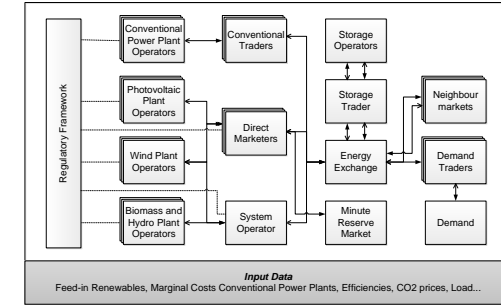 Regulatory Framework
Conventional
Power Plant
Operators
Conventional
Traders
Storage
Operators
Photovoltaic
Plant
Operators
Storage
Trader
Neighbour
markets
Direct
Marketers
Wind Plant
Operators
Energy
Exchange
Demand
Traders
Biomass and
Hydro Plant
Operators
System
Operator
Minute
Reserve
Market
Demand
Input Data
Feed-in Renewables, Marginal Costs Conventional Power Plants, Efficiencies, CO2 prices, Load...